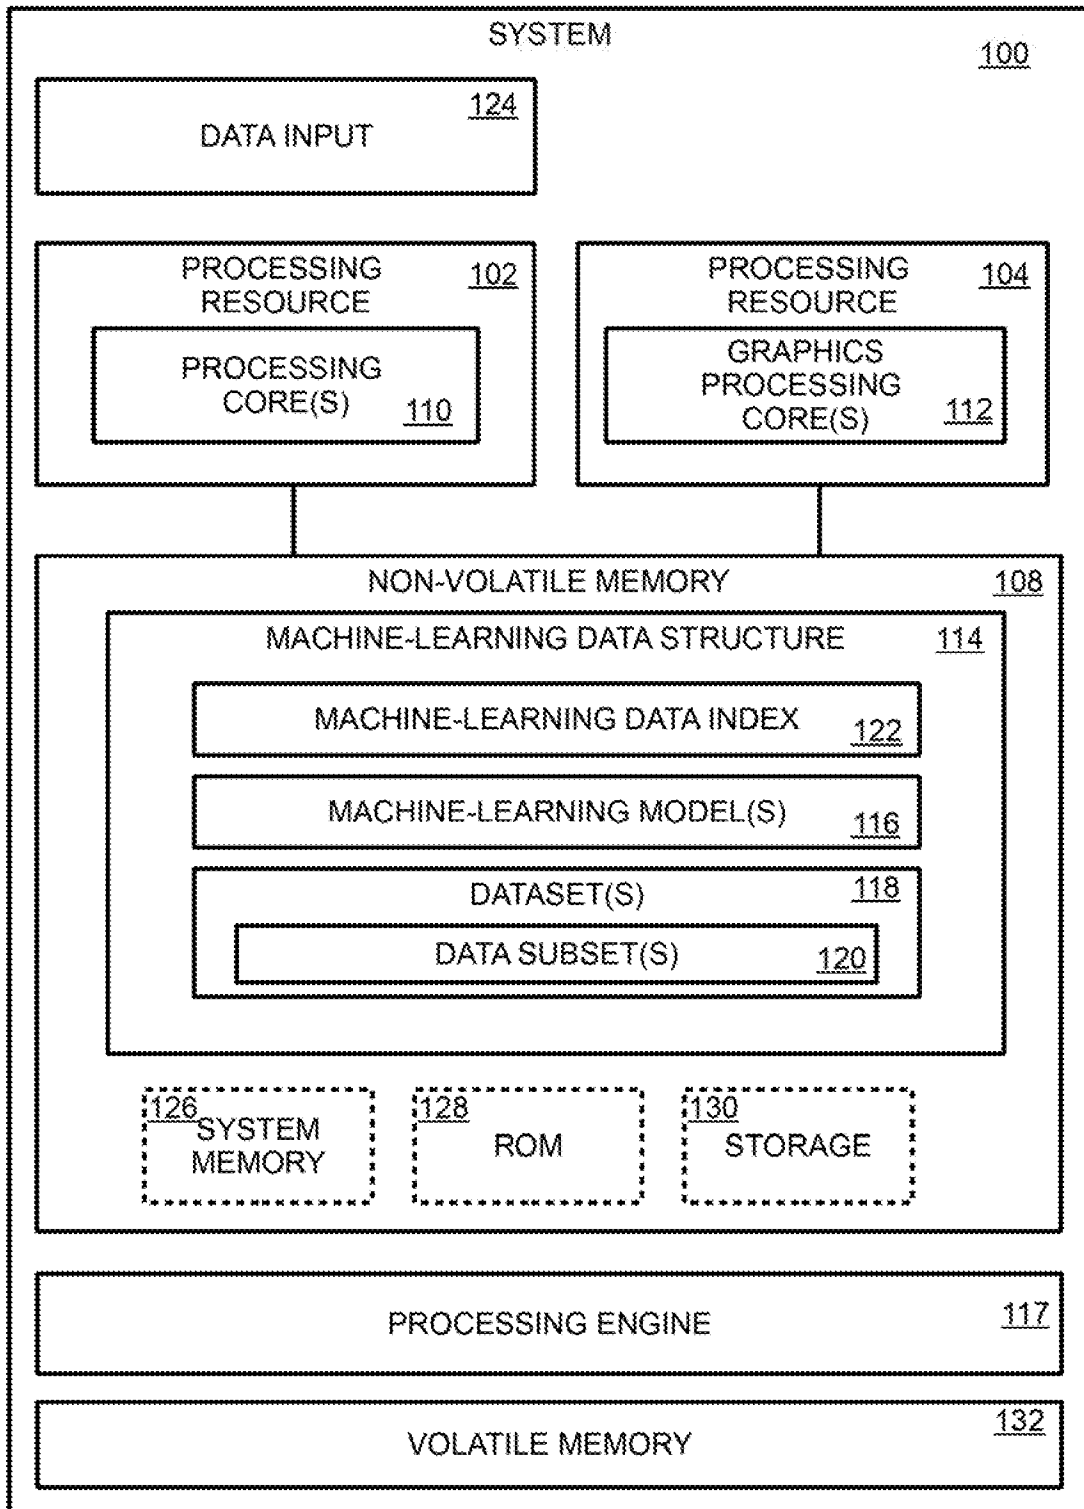 SYSTEM
100
124
DATA INPUT
PROCESSING
RESOURCE
102
PROCESSING
CORE(S)
110
PROCESSING
RESOURCE
104
GRAPHICS
PROCESSING
CORE(S)
112
NON-VOLATILE MEMORY
108
MACHINE-LEARNING DATA STRUCTURE
114
MACHINE-LEARNING DATA INDEX
122
MACHINE-LEARNING MODEL(S)
116
DATASET(S)
118
DATA SUBSET(S)
120
126
SYSTEM
MEMORY
128
ROM
130
STORAGE
PROCESSING ENGINE
117
VOLATILE MEMORY
132